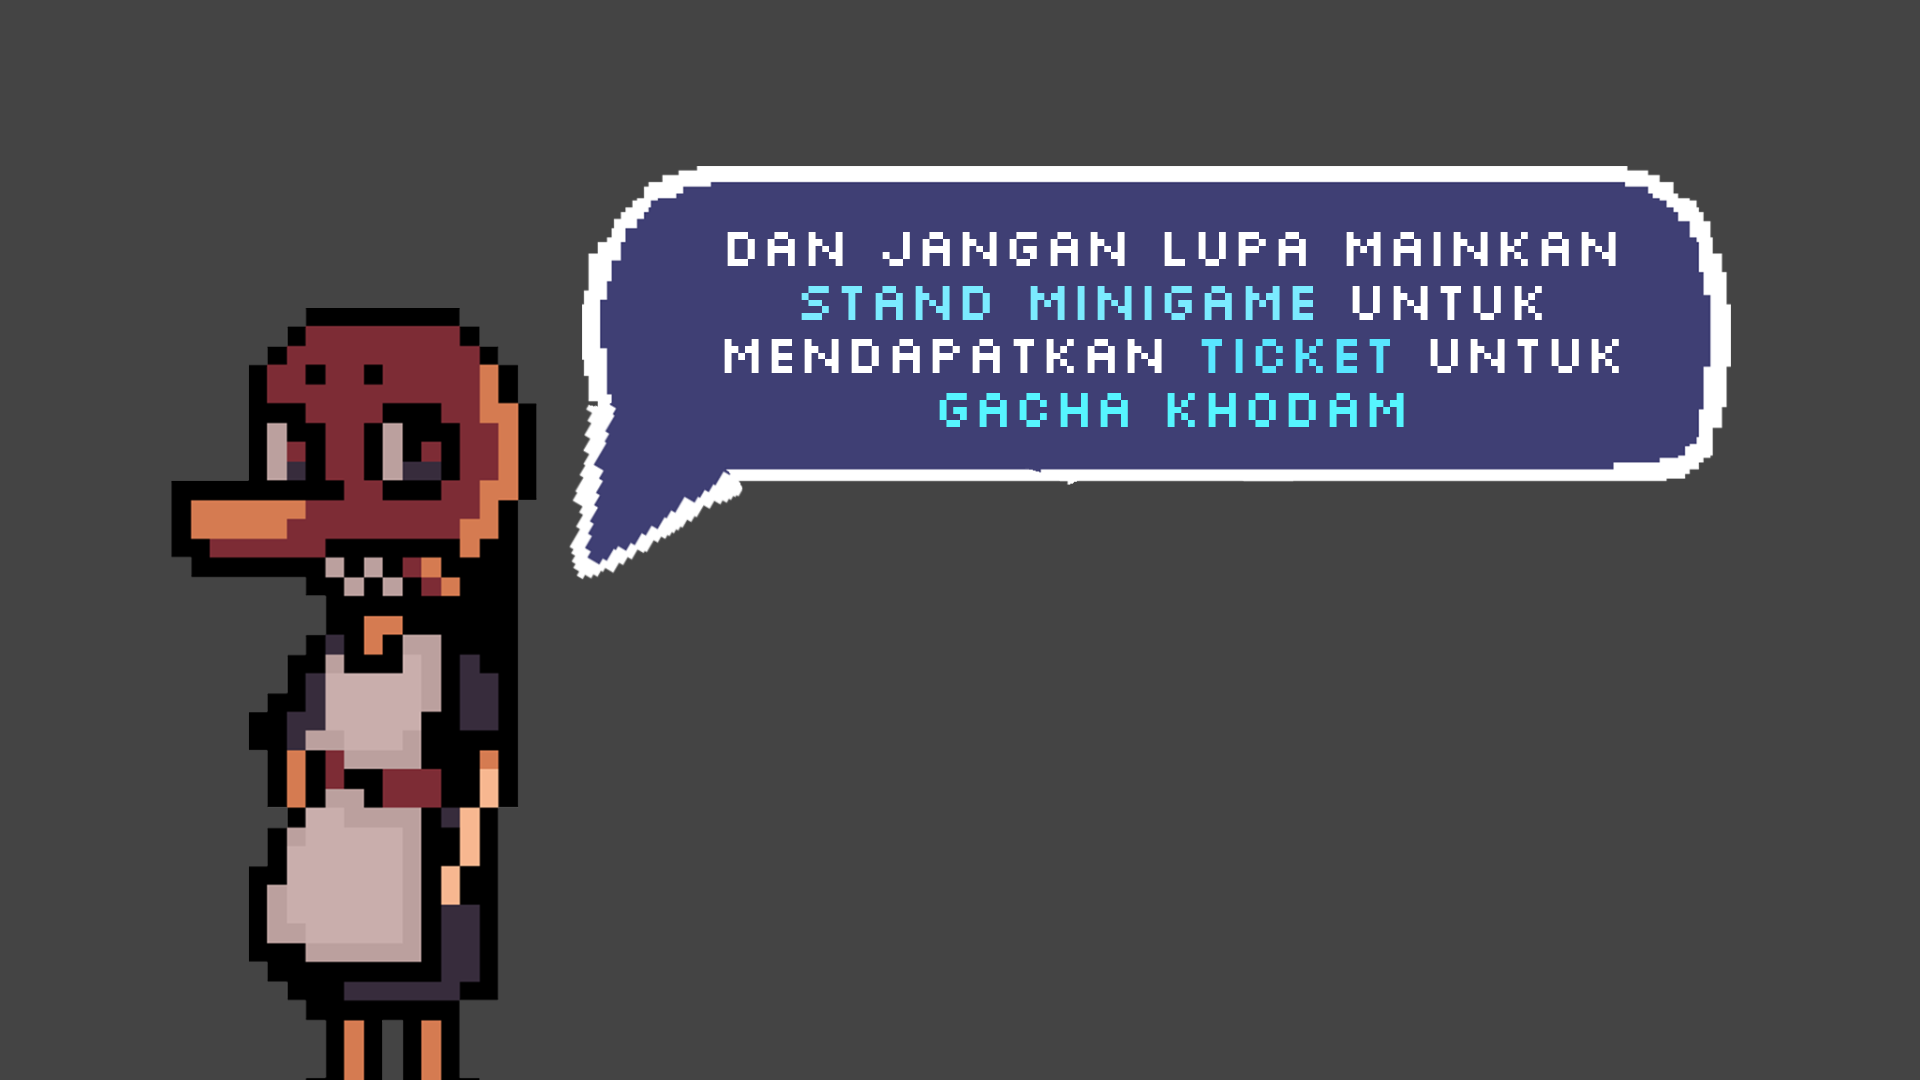 DAN JANGAN LUPA MAINKAN
STAND MINIGAME UNTUK
MENDAPATKAN TICKET UNTUK
GACHA KHODAM